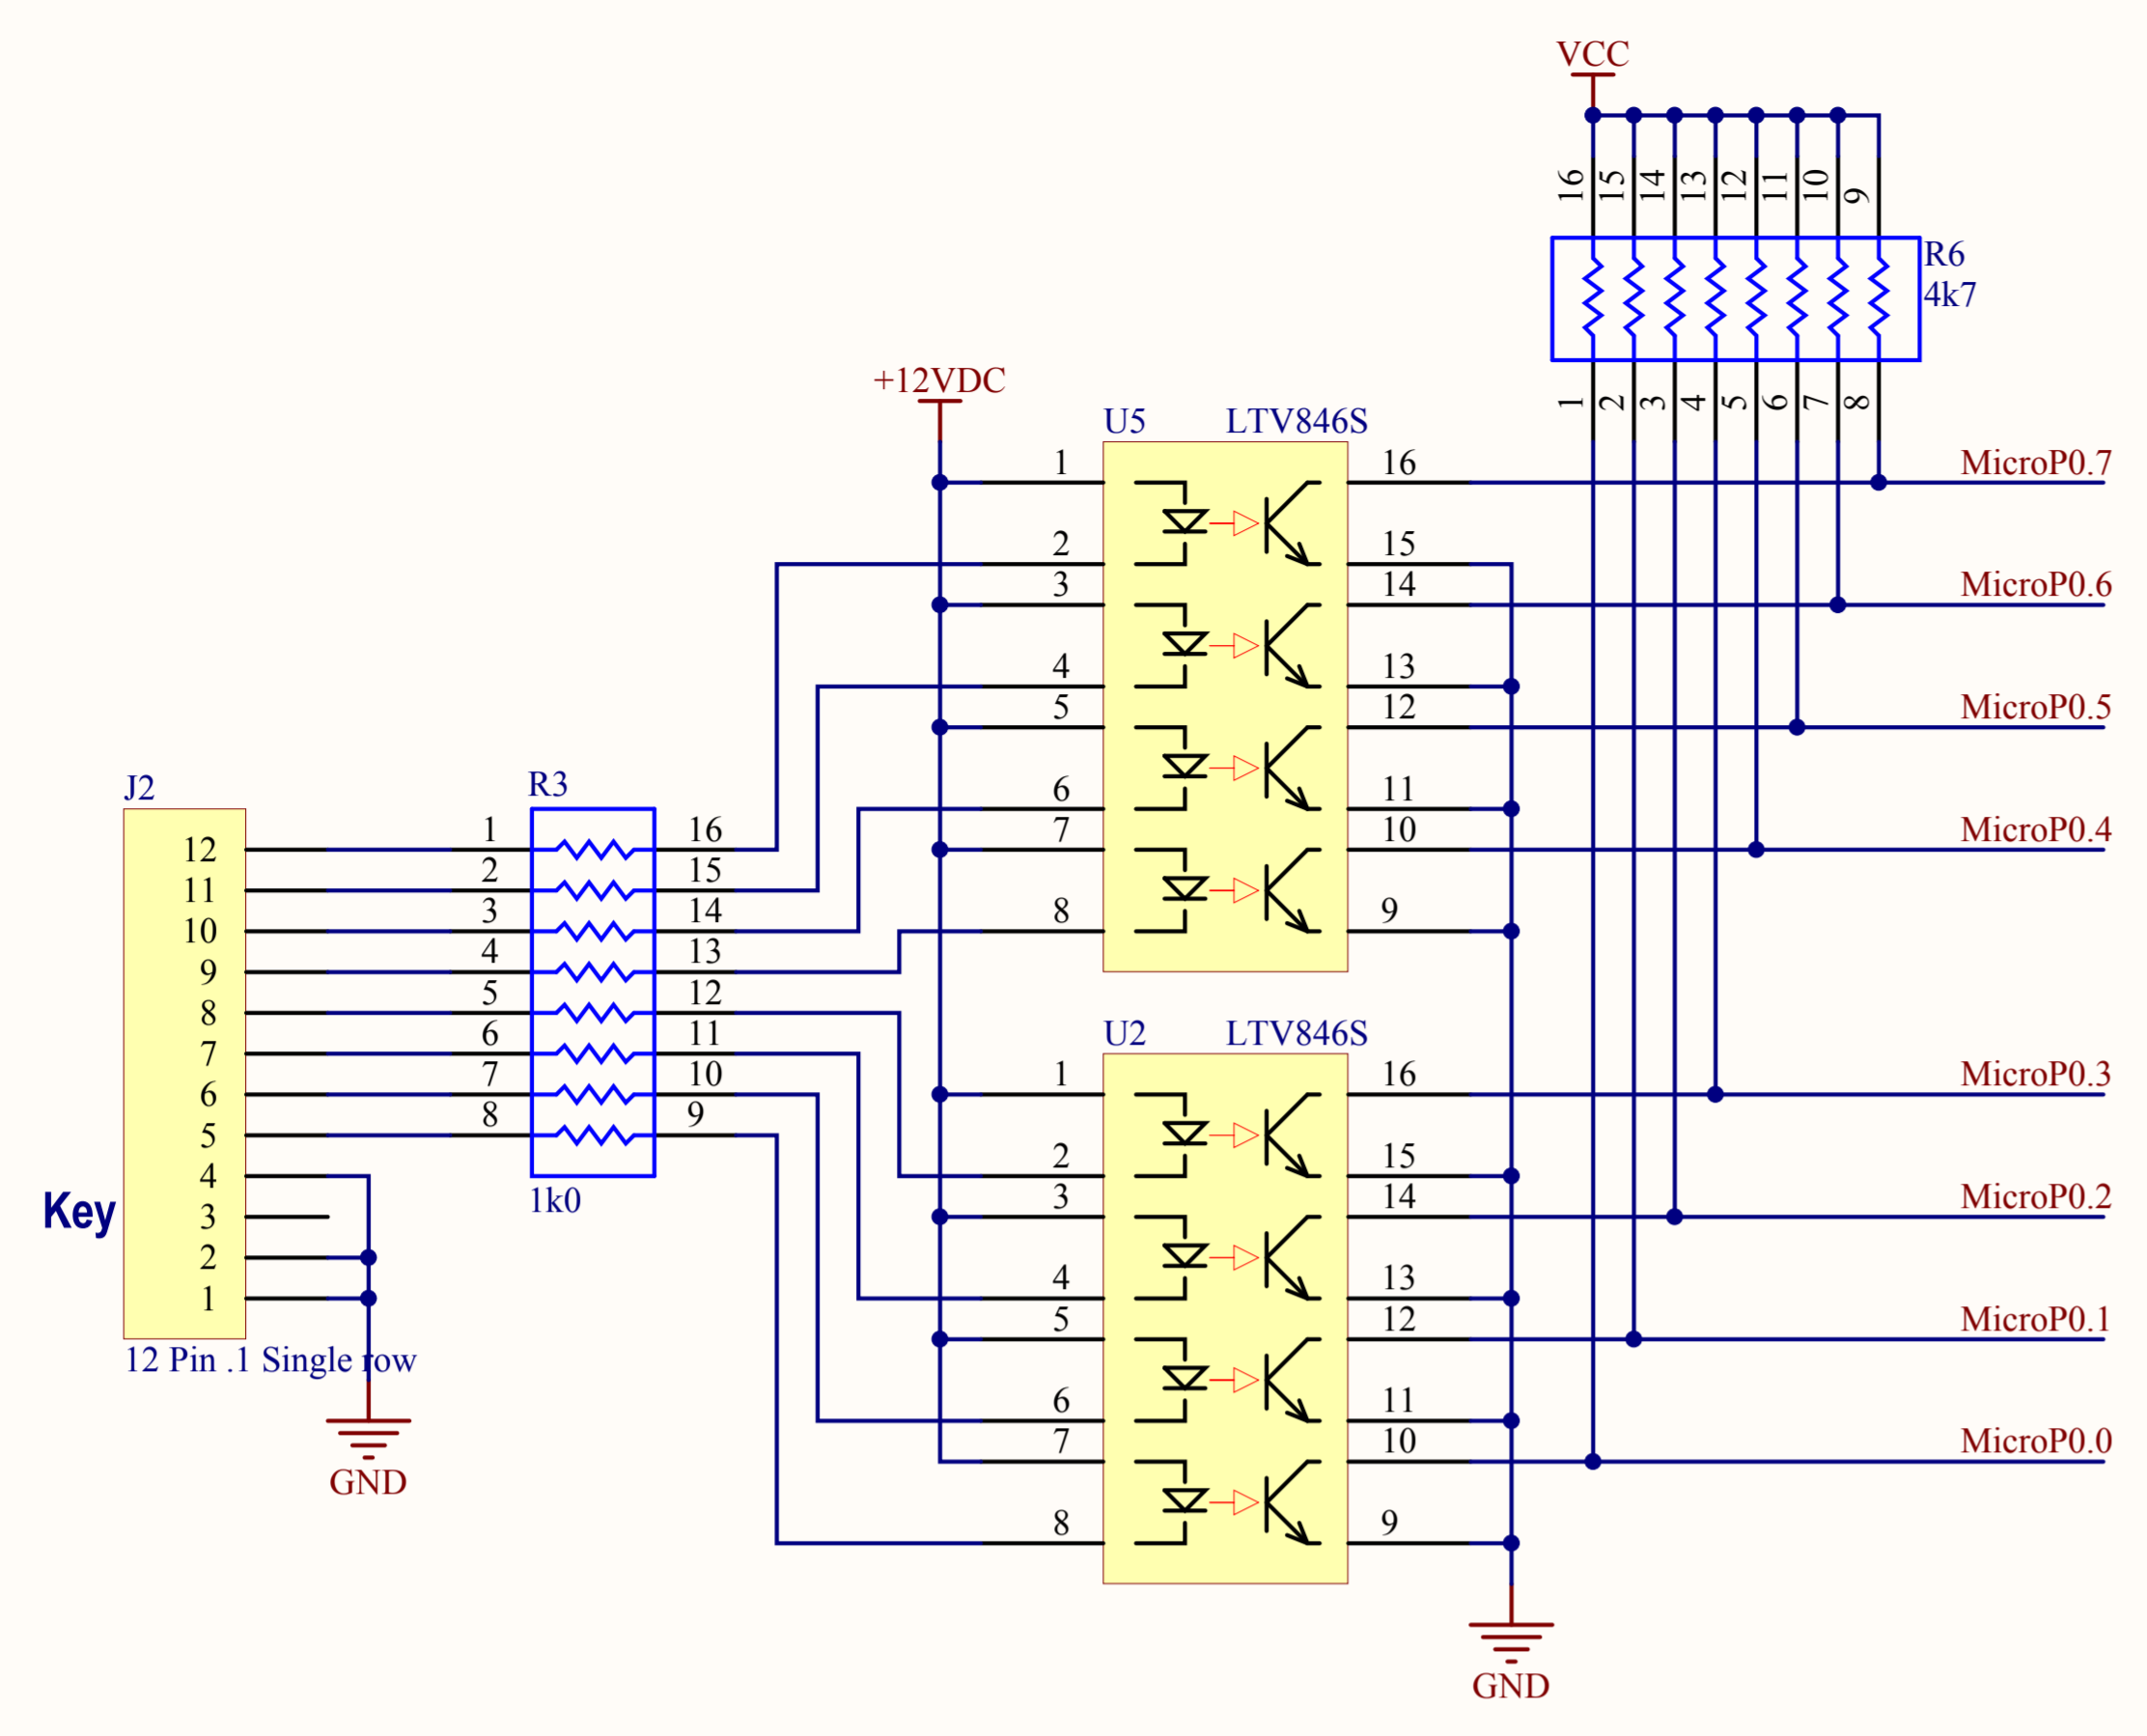 VCC
16 15 14 13 12 11 10 9
R6
4k7
1 2 3 4 5 6 7 8
+12VDC
U5 LTV846S
1 16 MicroP0.7
2 15
3 14 MicroP0.6
4 13
5 12 MicroP0.5
6 11
7 10 MicroP0.4
8 9
J2
R3
12 1 16
11 2 15
10 3 14
9 4 13
8 5 12
7 6 11
6 7 10
5 8 9
4
Key 3
2
1
1k0
12 Pin .1 Single row
GND
U2 LTV846S
1 16 MicroP0.3
2 15
3 14 MicroP0.2
4 13
5 12 MicroP0.1
6 11
7 10 MicroP0.0
8 9
GND